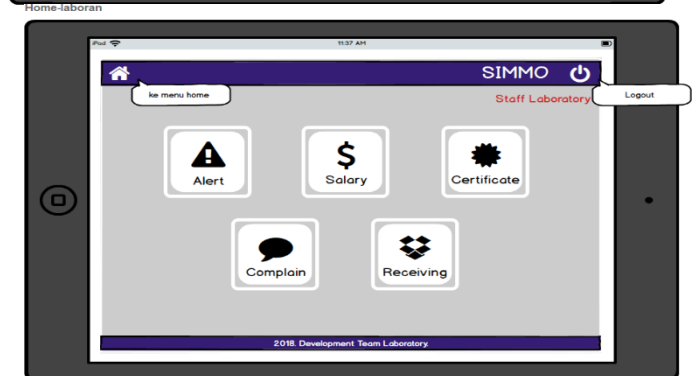 Home-laboran
iPad 11:37 AM
SIMMO
ke menu home
Logout
Staff Laboratory
Alert
Salary
Certificate
Complain
Receiving
2018. Development Team Laboratory.